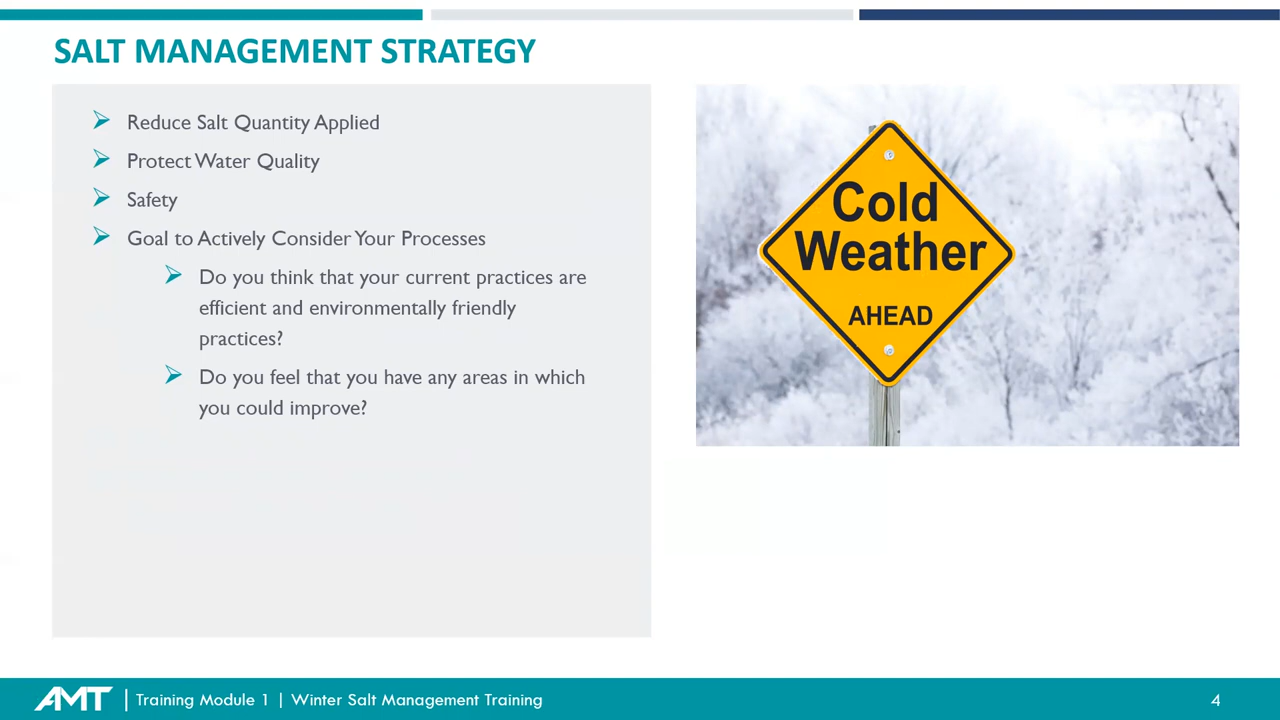 SALT MANAGEMENT STRATEGY
Reduce Salt Quantity Applied
Protect Water Quality
Safety
Goal to Actively Consider Your Processes
Do you think that your current practices are
efficient and environmentally friendly
practices?
Do you feel that you have any areas in which
you could improve?
Cold
Weather
AHEAD
AMT | Training Module 1 | Winter Salt Management Training
4